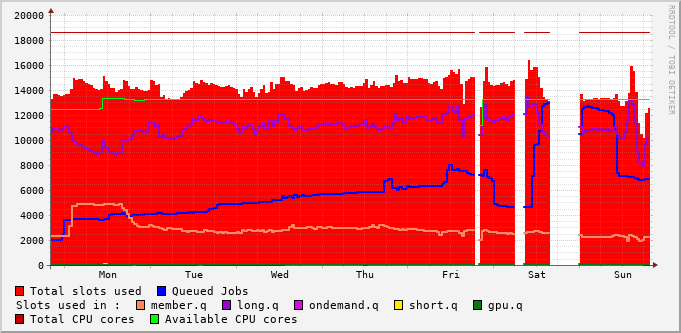 20000
18000
16000
14000
12000
10000
8000
6000
4000
2000
0
Mon Tue Wed Thu Fri Sat Sun
RRDTOOL / TOBI OETIKER
Total slots used Queued Jobs
Slots used in : member.q long.q ondemand.q short.q gpu.q
Total CPU cores Available CPU cores